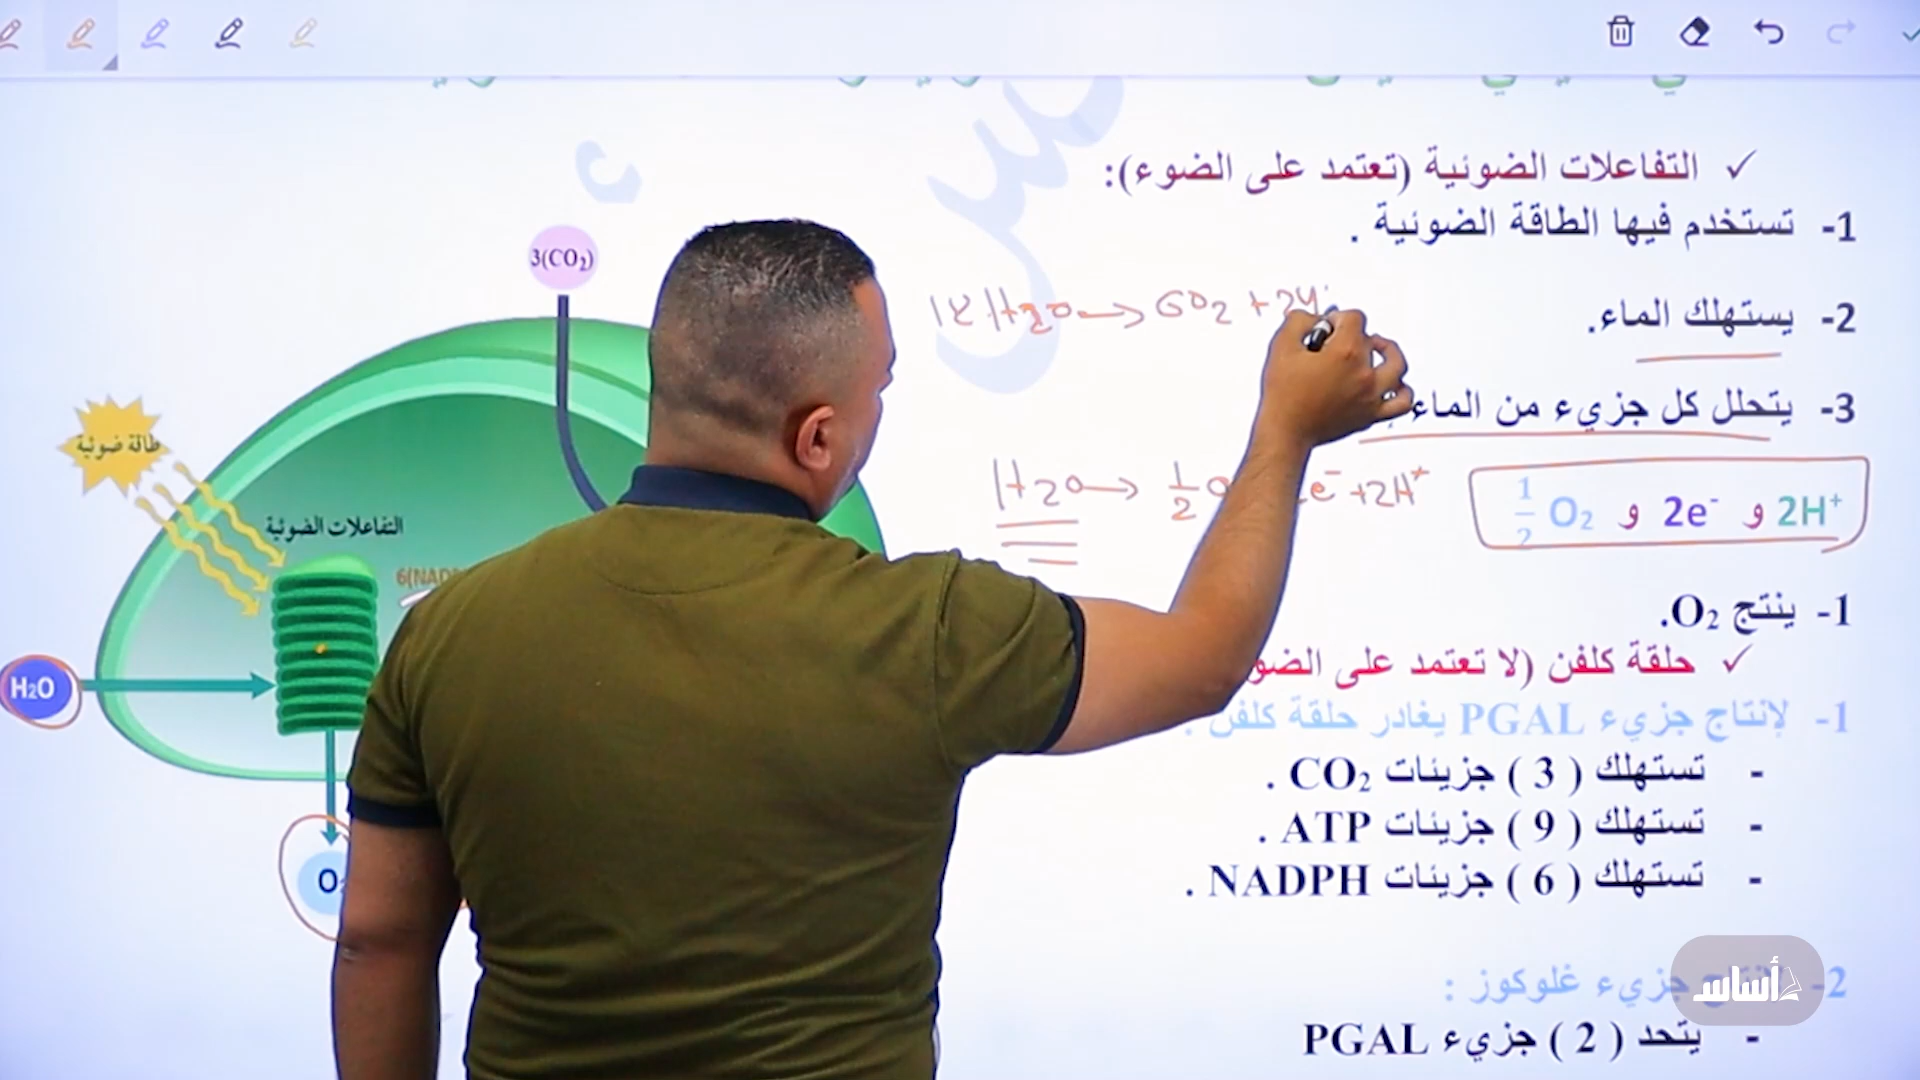 ✓ التفاعلات الضوئية (تعتمد على الضوء):
1- تستخدم فيها الطاقة الضوئية .
2- يستهلك الماء.
12 H2O → 6O2 + 24
3- يتحلل كل جزيء من الماء
H2O → 1/2 e⁻ + 2H⁺
2H⁺ و 2e⁻ و 1/2 O₂
1- ينتج O₂.
✓ حلقة كلفن (لا تعتمد على
1- لإنتاج جزيء PGAL يغادر حلقة كلفن .
- تستهلك ( 3 ) جزيئات CO₂ .
- تستهلك ( 9 ) جزيئات ATP .
- تستهلك ( 6 ) جزيئات NADPH .
2- جزيء غلوكوز :
- يتحد ( 2 ) جزيء PGAL
3(CO₂)
طاقة ضوئية
التفاعلات الضوئية
H₂O
أساس